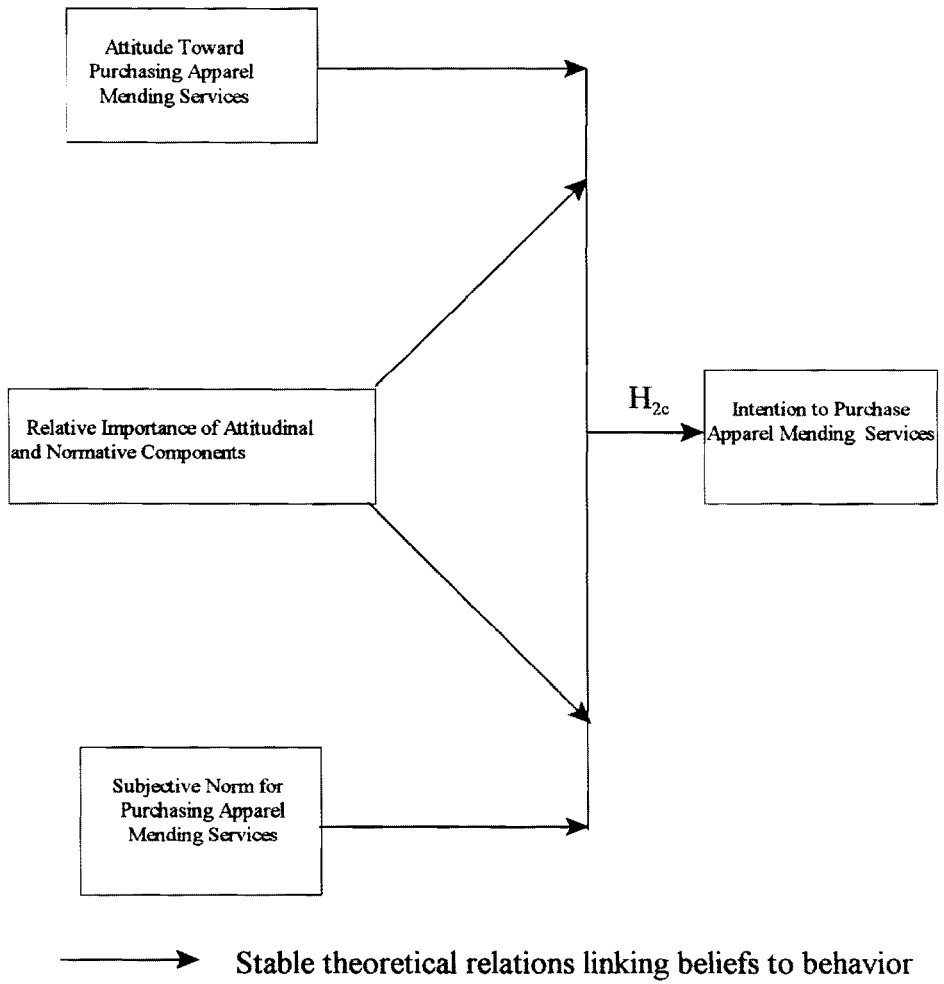 Attitude Toward
Purchasing Apparel
Mending Services
Relative Importance of Attitudinal
and Normative Components
H2c
Intention to Purchase
Apparel Mending Services
Subjective Norm for
Purchasing Apparel
Mending Services
Stable theoretical relations linking beliefs to behavior